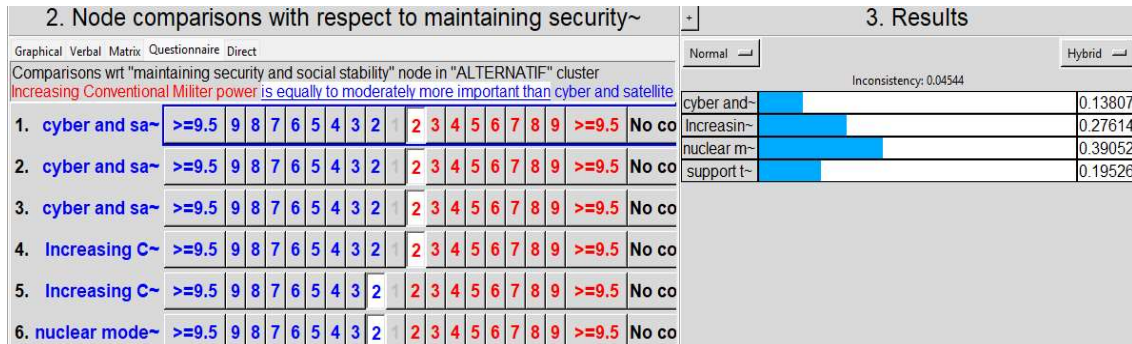 2. Node comparisons with respect to maintaining security~
Graphical Verbal Matrix Questionnaire Direct
Comparisons wrt "maintaining security and social stability" node in "ALTERNATIF" cluster
Increasing Conventional Militer power is equally to moderately more important than cyber and satellite
1. cyber and sa~ >=9.5 9 8 7 6 5 4 3 2 1 2 3 4 5 6 7 8 9 >=9.5 No co
2. cyber and sa~ >=9.5 9 8 7 6 5 4 3 2 1 2 3 4 5 6 7 8 9 >=9.5 No co
3. cyber and sa~ >=9.5 9 8 7 6 5 4 3 2 1 2 3 4 5 6 7 8 9 >=9.5 No co
4. Increasing C~ >=9.5 9 8 7 6 5 4 3 2 1 2 3 4 5 6 7 8 9 >=9.5 No co
5. Increasing C~ >=9.5 9 8 7 6 5 4 3 2 1 2 3 4 5 6 7 8 9 >=9.5 No co
6. nuclear mode~ >=9.5 9 8 7 6 5 4 3 2 1 2 3 4 5 6 7 8 9 >=9.5 No co
+ 3. Results
Normal Hybrid
Inconsistency: 0.04544
cyber and~ 0.13807
Increasin~ 0.27614
nuclear m~ 0.39052
support t~ 0.19526